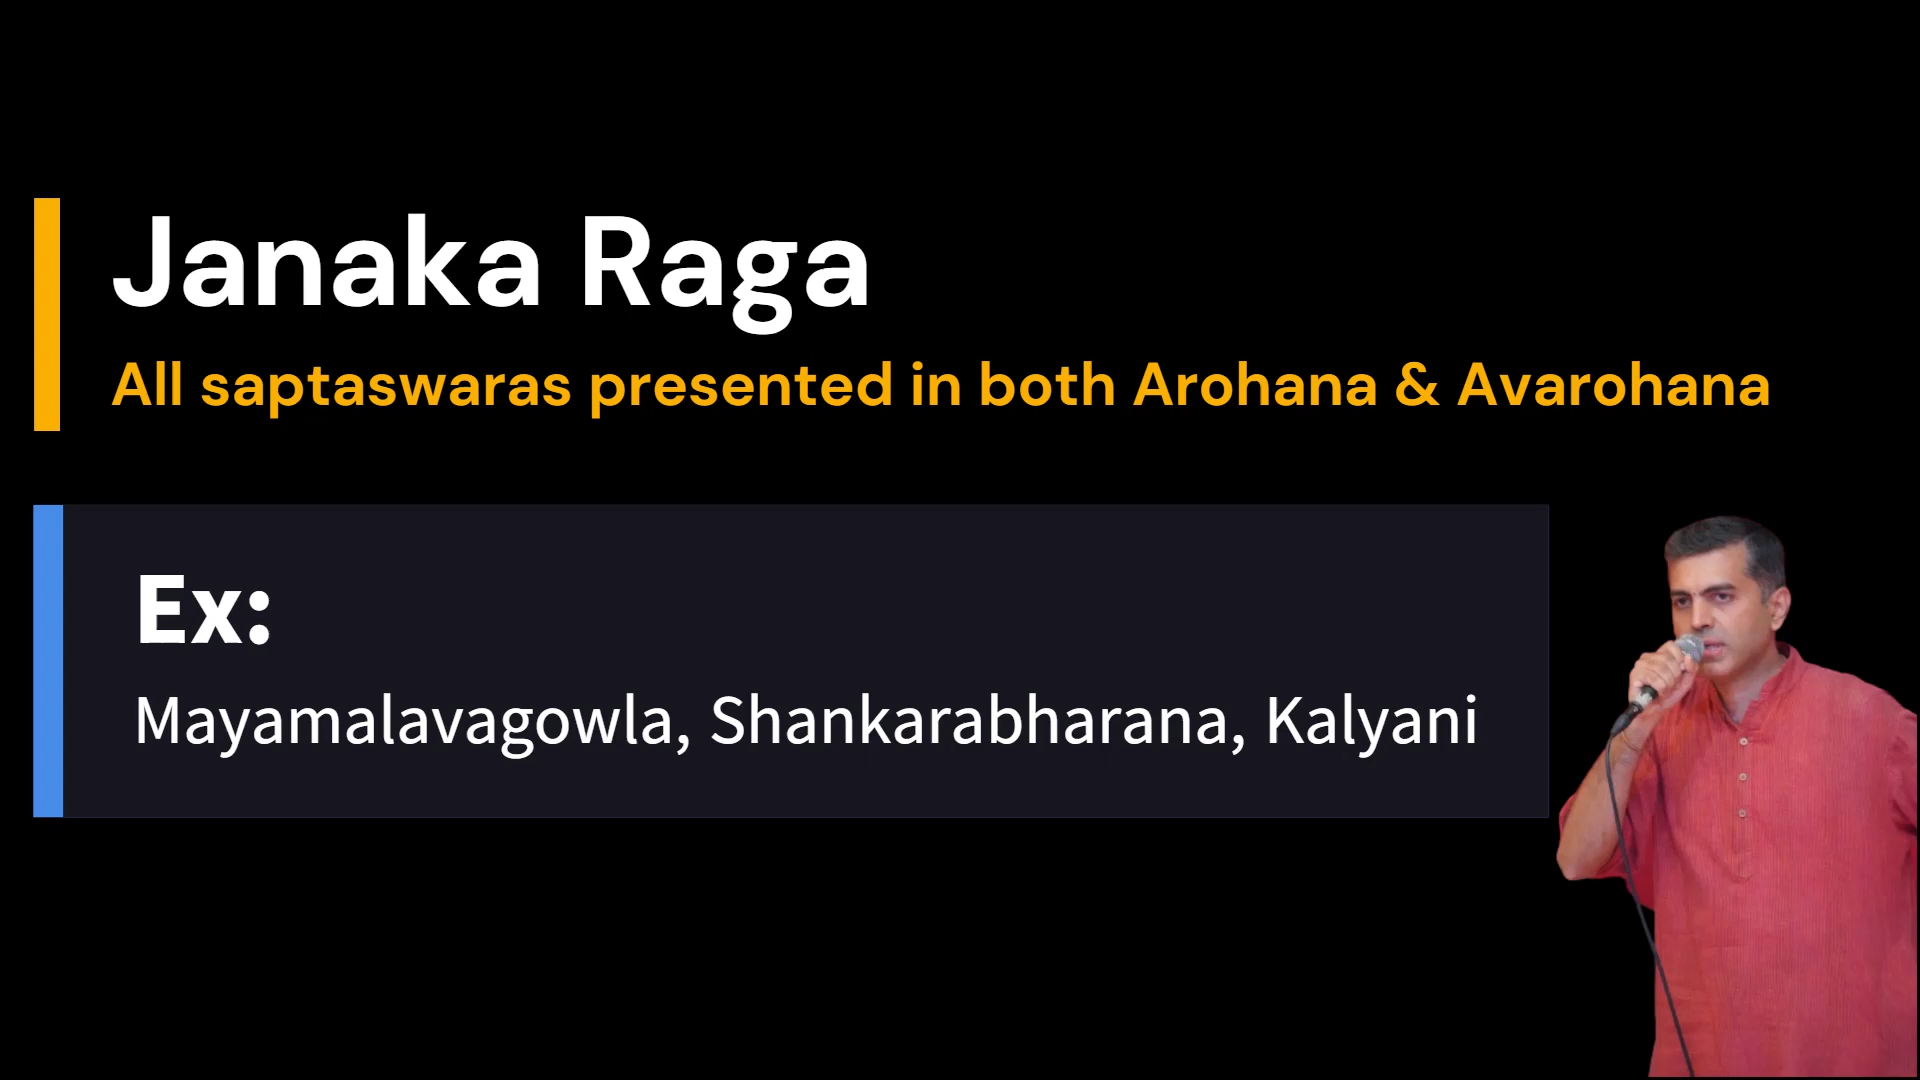 Janaka Raga
All saptaswaras presented in both Arohana & Avarohana
Ex:
Mayamalavagowla, Shankarabharana, Kalyani